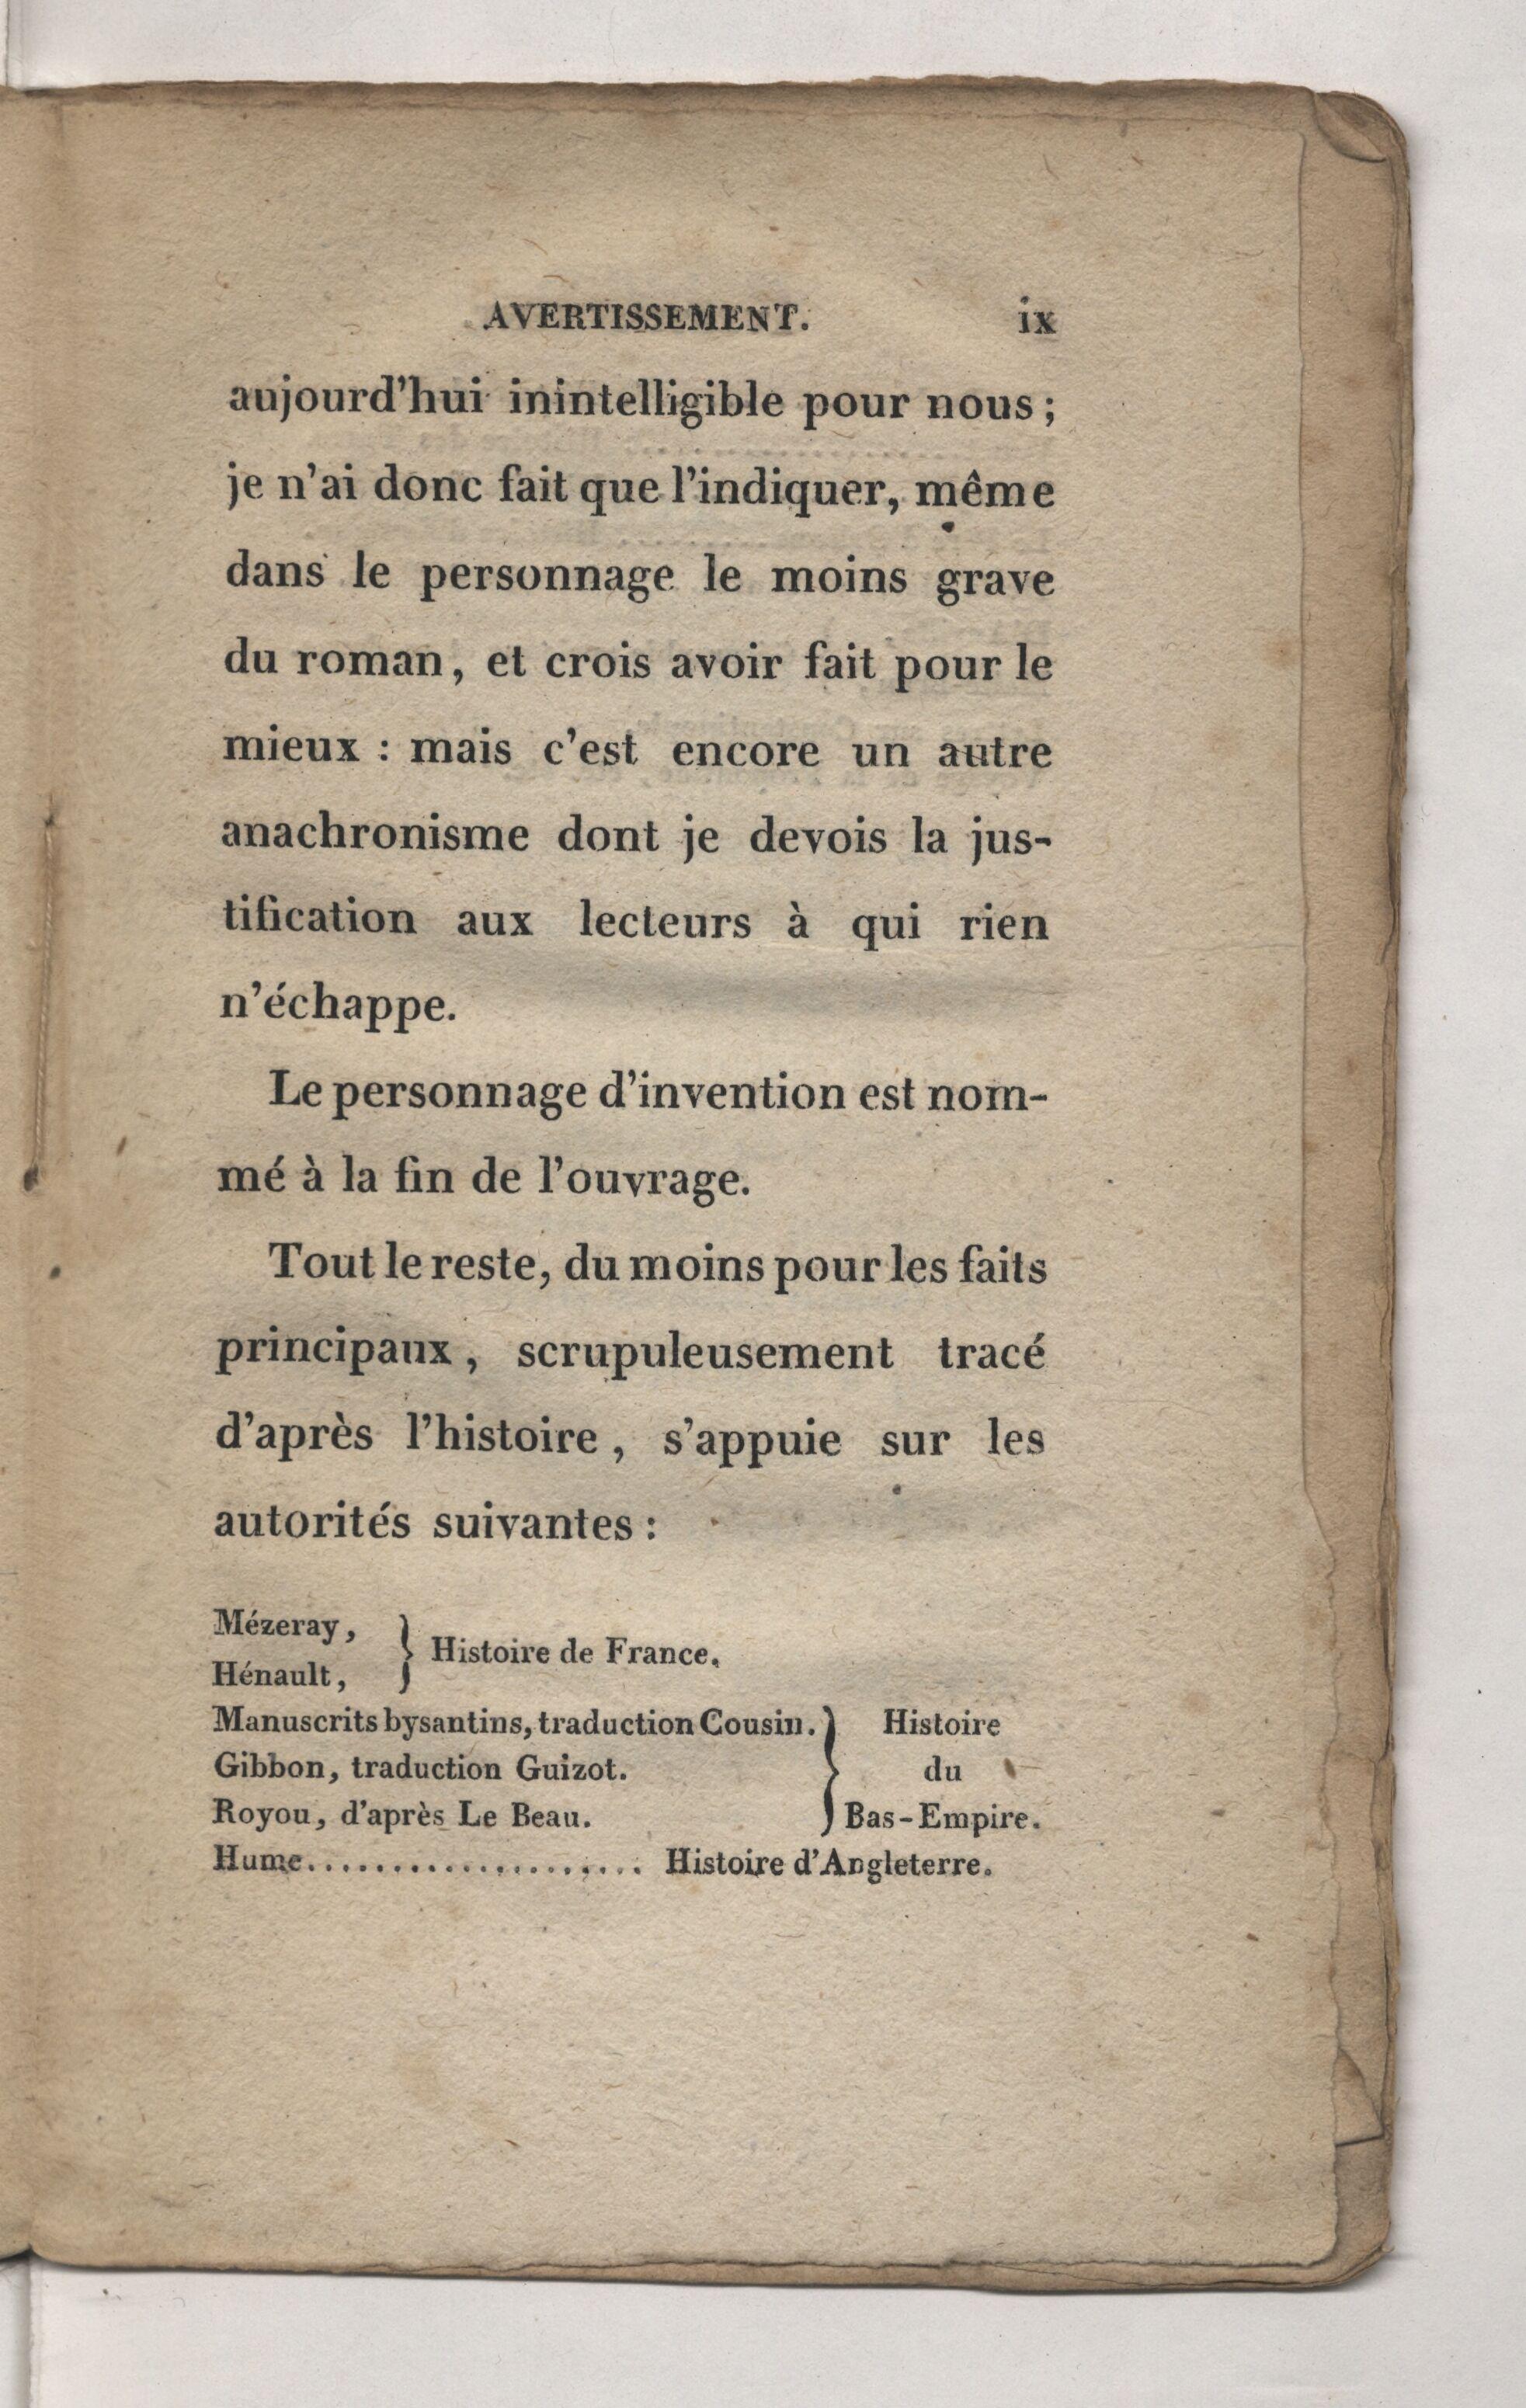 AVERTISSEMENT. ix
aujourd'hui inintelligible pour nous ;
je n'ai donc fait que l'indiquer, même
dans le personnage le moins grave
du roman, et crois avoir fait pour le
mieux : mais c'est encore un autre
anachronisme dont je devois la jus-
tification aux lecteurs à qui rien
n'échappe.
Le personnage d'invention est nom-
mé à la fin de l'ouvrage.
Tout le reste, du moins pour les faits
principaux, scrupuleusement tracé
d'après l'histoire, s'appuie sur les
autorités suivantes :
Mézeray,
Hénault, } Histoire de France.
Manuscrits bysantins, traduction Cousin. } Histoire
Gibbon, traduction Guizot. du
Royou, d'après Le Beau. Bas-Empire.
Hume..................... Histoire d'Angleterre.